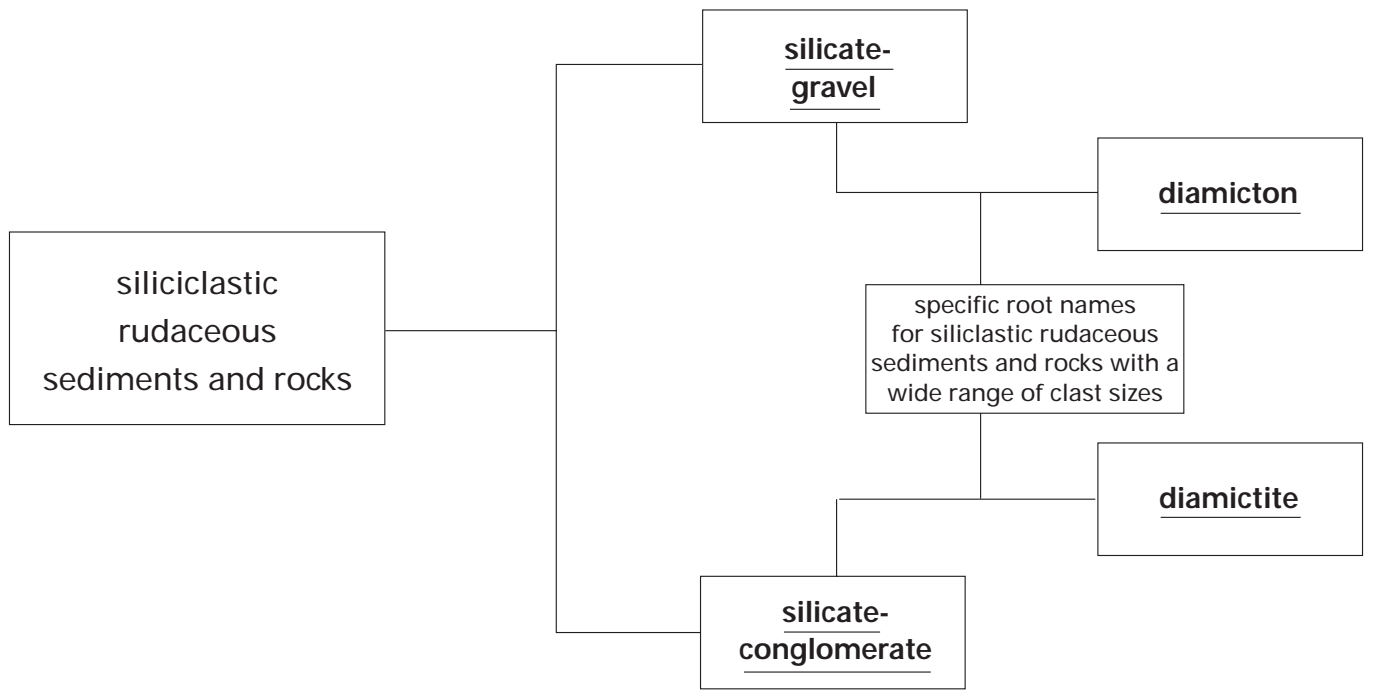 silicate-
gravel
diamicton
siliciclastic
rudaceous
sediments and rocks
specific root names
for siliclastic rudaceous
sediments and rocks with a
wide range of clast sizes
diamictite
silicate-
conglomerate